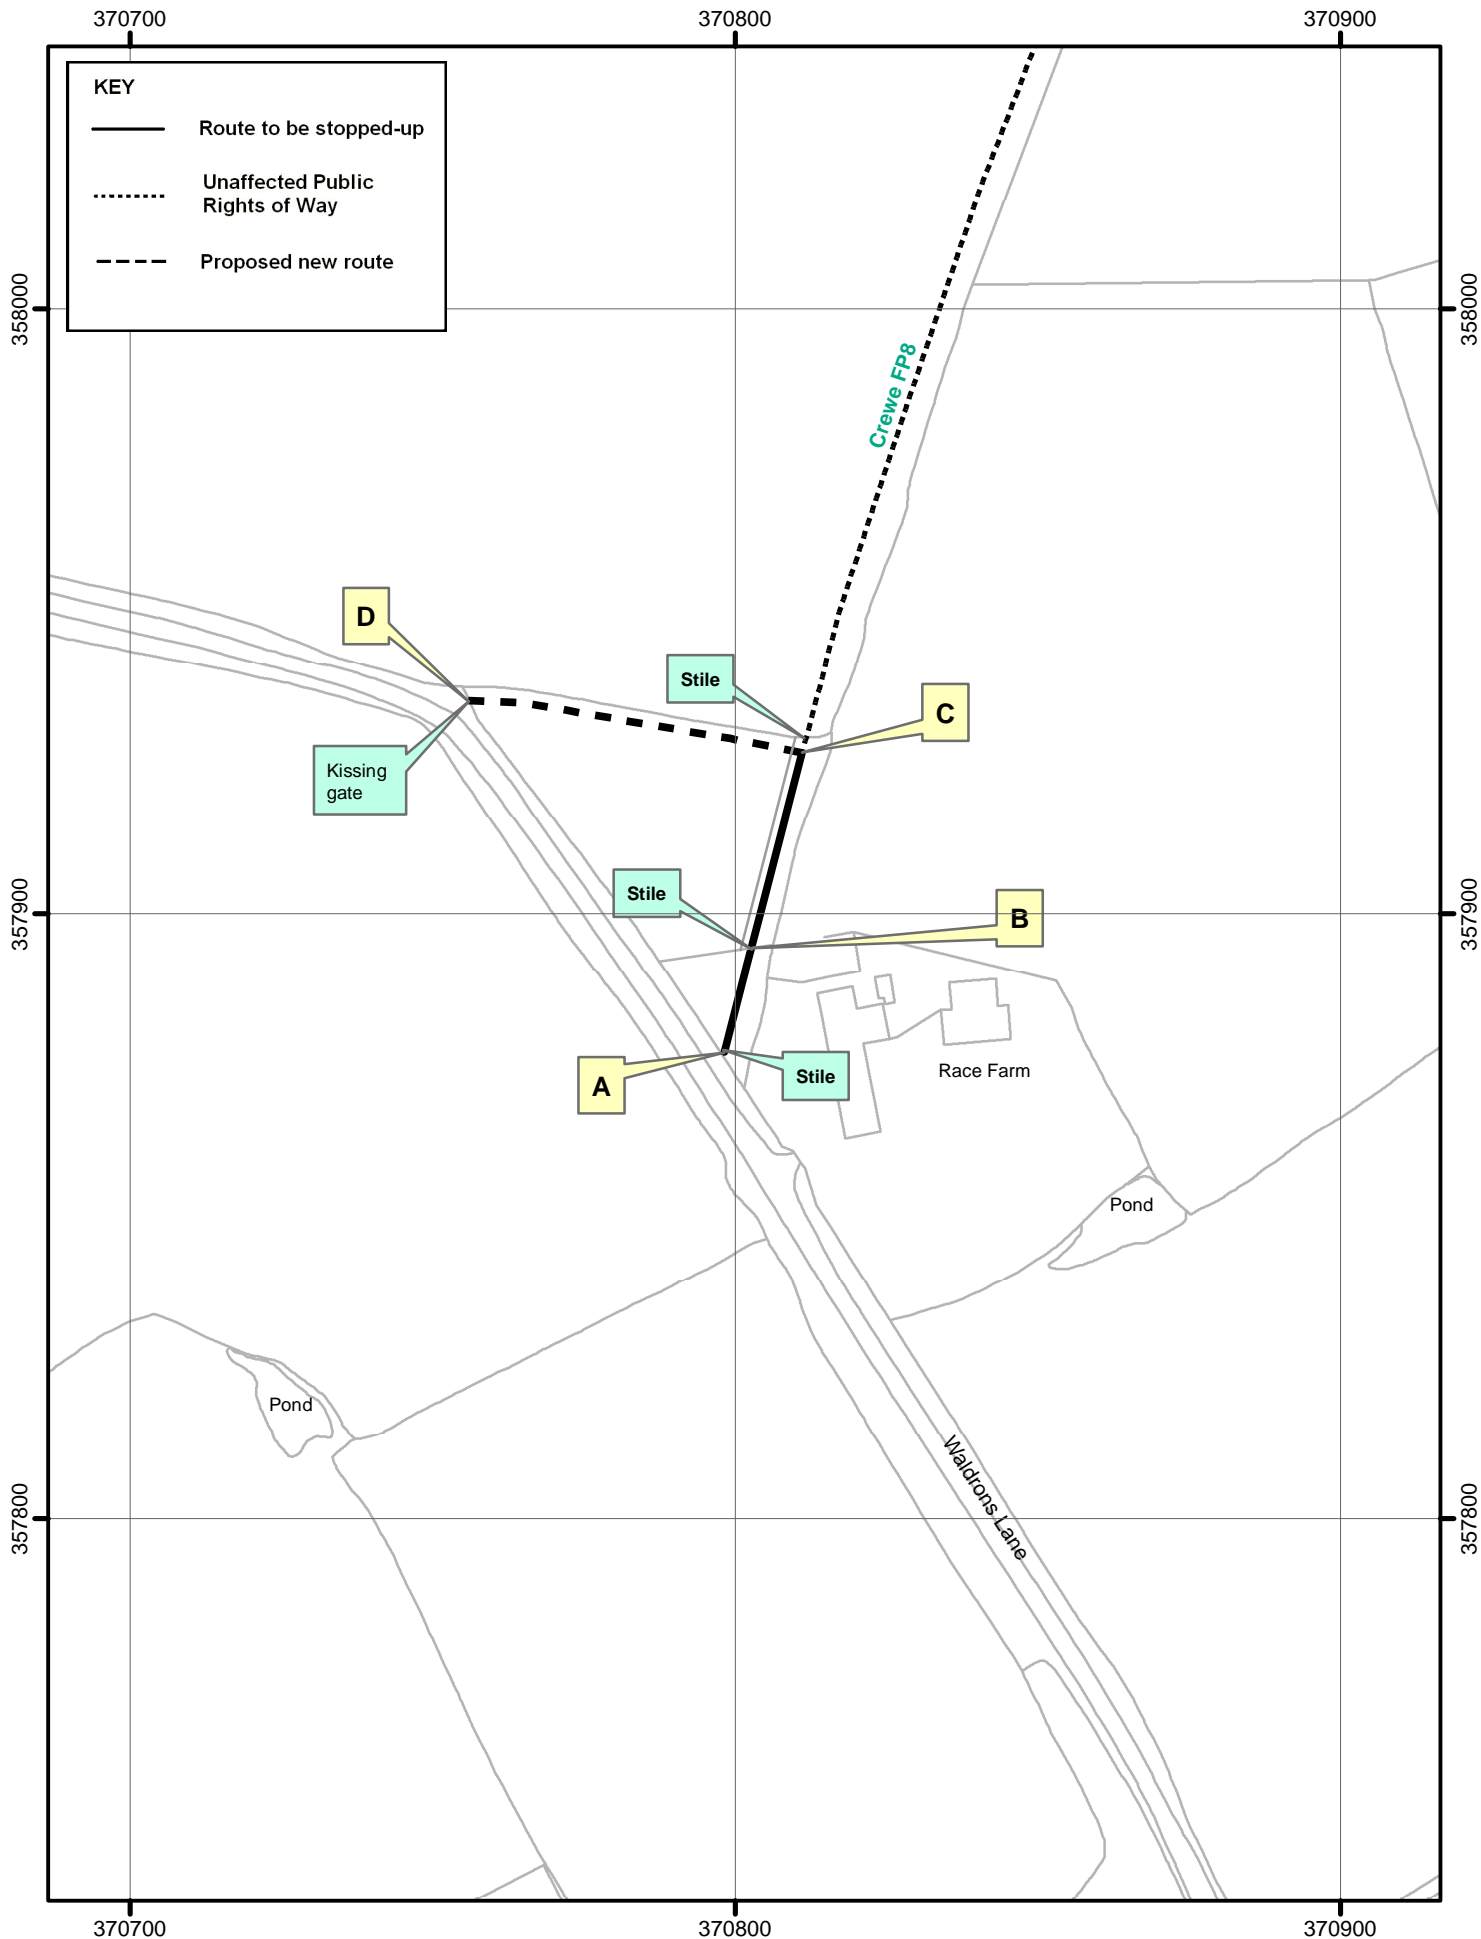 370700
370800
370900
KEY
Route to be stopped-up
Unaffected Public
Rights of Way
Proposed new route
358000
358000
Crewe FP8
D
Stile
C
Kissing
gate
357900
357900
Stile
B
Race Farm
A
Stile
Pond
Pond
Waldrons Lane
357800
357800
370700
370800
370900